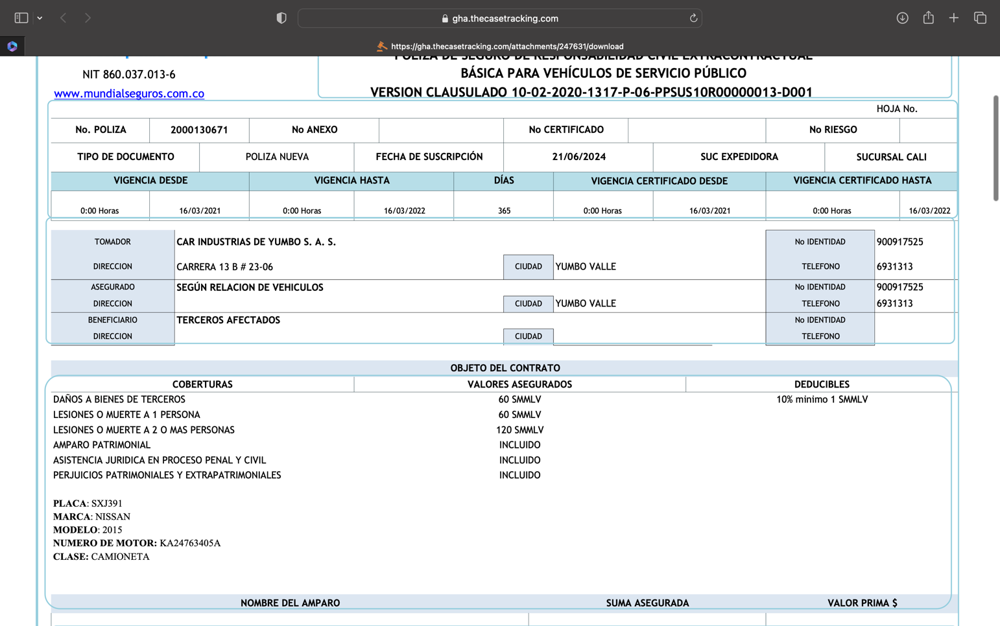 gha.thecasetracking.com
https://gha.thecasetracking.com/attachments/247631/download
POLIZA DE SEGURO DE RESPONSABILIDAD CIVIL EXTRACONTRACTUAL
NIT 860.037.013-6
BÁSICA PARA VEHÍCULOS DE SERVICIO PÚBLICO
www.mundialseguros.com.co
VERSION CLAUSULADO 10-02-2020-1317-P-06-PPSUS10R00000013-D001
HOJA No.
No. POLIZA 2000130671 No ANEXO No CERTIFICADO No RIESGO
TIPO DE DOCUMENTO POLIZA NUEVA FECHA DE SUSCRIPCIÓN 21/06/2024 SUC EXPEDIDORA SUCURSAL CALI
VIGENCIA DESDE VIGENCIA HASTA DÍAS VIGENCIA CERTIFICADO DESDE VIGENCIA CERTIFICADO HASTA
0:00 Horas 16/03/2021 0:00 Horas 16/03/2022 365 0:00 Horas 16/03/2021 0:00 Horas 16/03/2022
TOMADOR CAR INDUSTRIAS DE YUMBO S. A. S. No IDENTIDAD 900917525
DIRECCION CARRERA 13 B # 23-06 CIUDAD YUMBO VALLE TELEFONO 6931313
ASEGURADO SEGÚN RELACION DE VEHICULOS No IDENTIDAD 900917525
DIRECCION CIUDAD YUMBO VALLE TELEFONO 6931313
BENEFICIARIO TERCEROS AFECTADOS No IDENTIDAD
DIRECCION CIUDAD TELEFONO
OBJETO DEL CONTRATO
COBERTURAS VALORES ASEGURADOS DEDUCIBLES
DAÑOS A BIENES DE TERCEROS 60 SMMLV 10% minimo 1 SMMLV
LESIONES O MUERTE A 1 PERSONA 60 SMMLV
LESIONES O MUERTE A 2 O MAS PERSONAS 120 SMMLV
AMPARO PATRIMONIAL INCLUIDO
ASISTENCIA JURIDICA EN PROCESO PENAL Y CIVIL INCLUIDO
PERJUICIOS PATRIMONIALES Y EXTRAPATRIMONIALES INCLUIDO
PLACA: SXJ391
MARCA: NISSAN
MODELO: 2015
NUMERO DE MOTOR: KA24763405A
CLASE: CAMIONETA
NOMBRE DEL AMPARO SUMA ASEGURADA VALOR PRIMA $